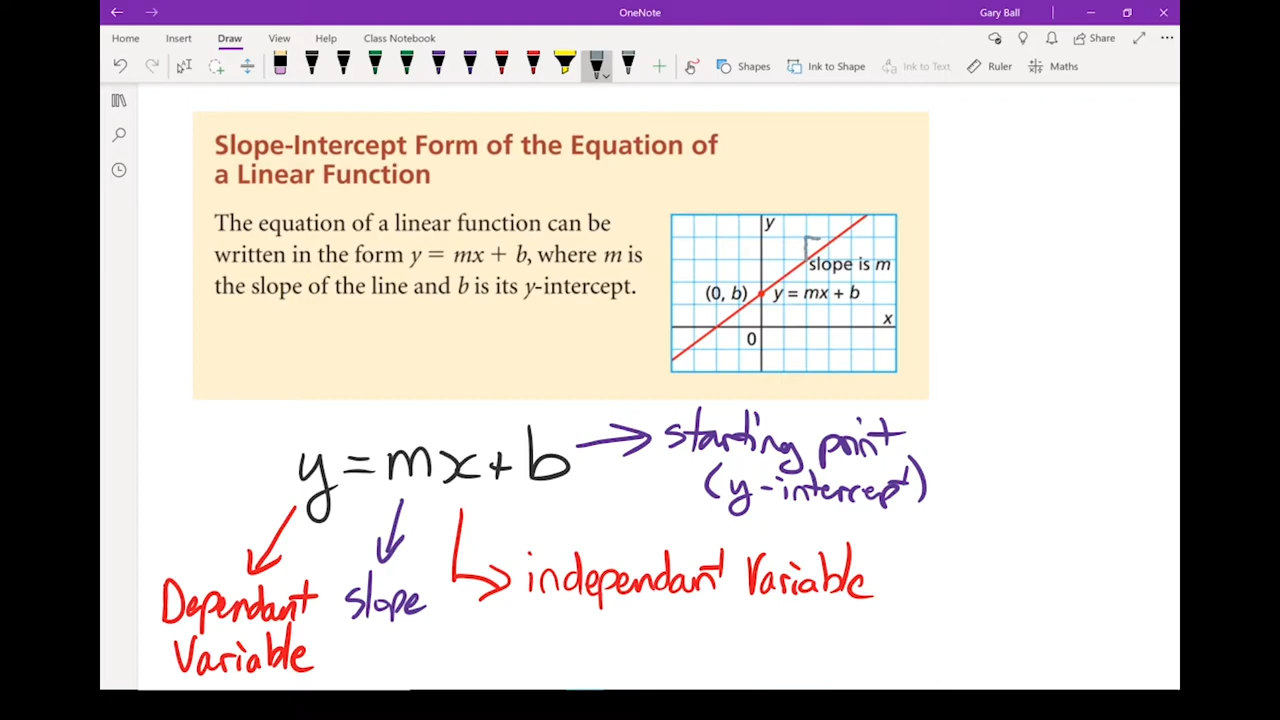 OneNote
Gary Ball
Home Insert Draw View Help Class Notebook
Share
Shapes Ink to Shape Ink to Text Ruler Maths
Slope-Intercept Form of the Equation of
a Linear Function
The equation of a linear function can be
written in the form y = mx + b, where m is
the slope of the line and b is its y-intercept.
y
slope is m
(0, b) y = mx + b
x
0
y = mx + b
starting point
(y-intercept)
Dependant
Variable
slope
independant Variable